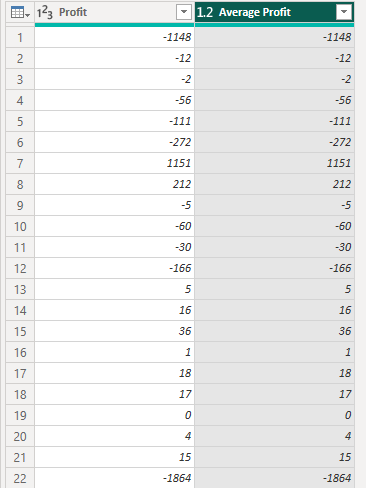 1²3 Profit 1.2 Average Profit
1 -1148 -1148
2 -12 -12
3 -2 -2
4 -56 -56
5 -111 -111
6 -272 -272
7 1151 1151
8 212 212
9 -5 -5
10 -60 -60
11 -30 -30
12 -166 -166
13 5 5
14 16 16
15 36 36
16 1 1
17 18 18
18 17 17
19 0 0
20 4 4
21 15 15
22 -1864 -1864